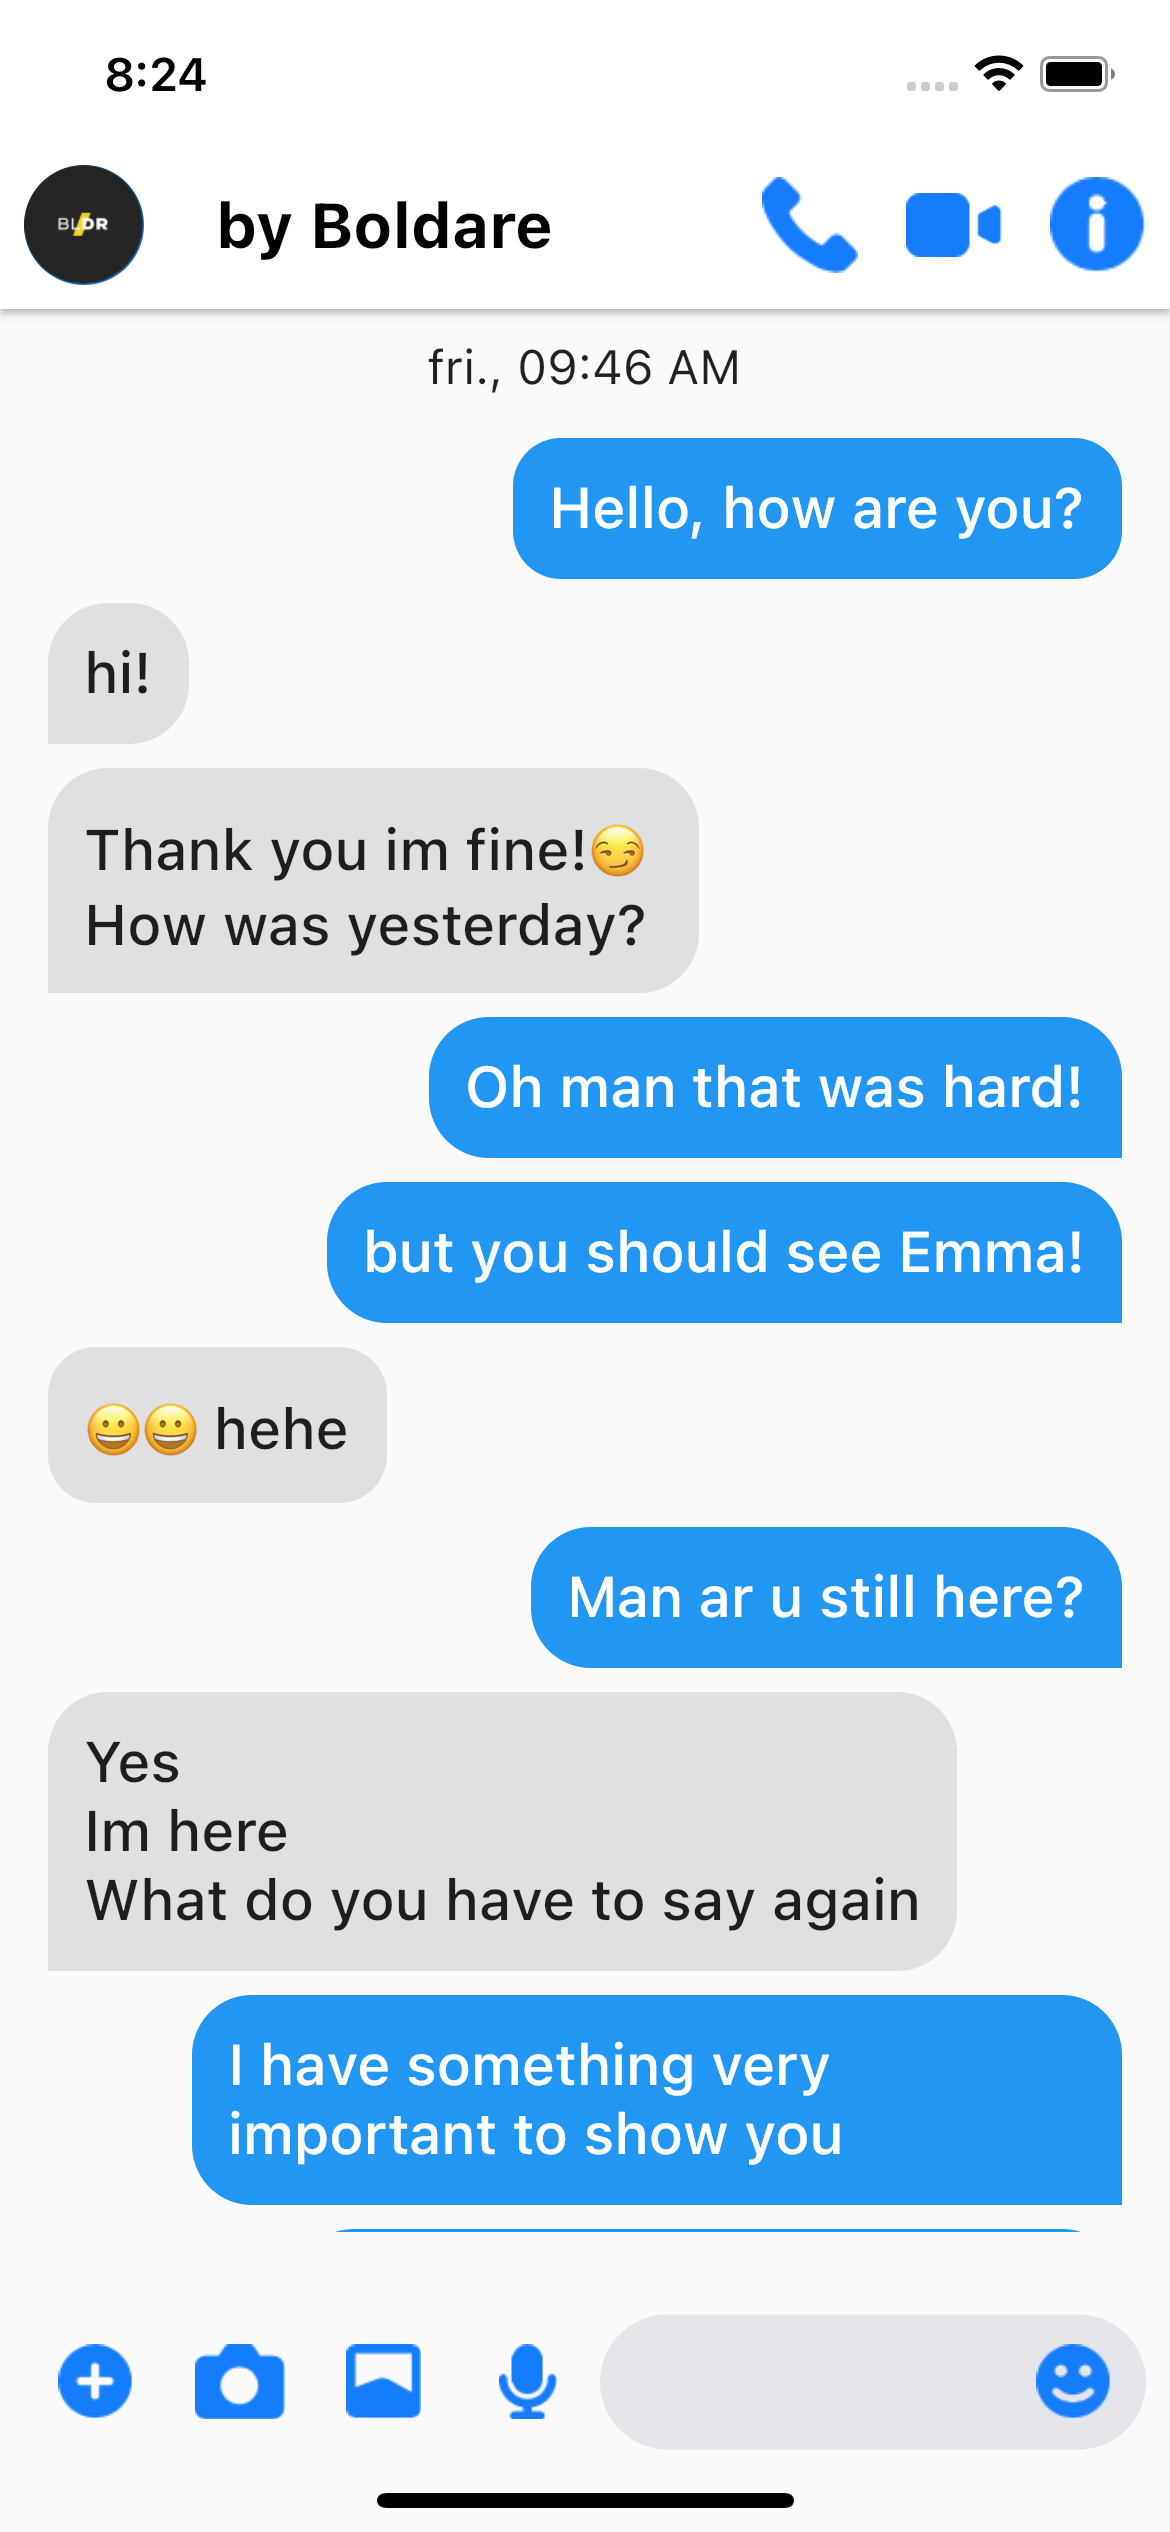 8:24
BLDR
by Boldare
fri., 09:46 AM
Hello, how are you?
hi!
Thank you im fine!😏
How was yesterday?
Oh man that was hard!
but you should see Emma!
😀😀 hehe
Man ar u still here?
Yes
Im here
What do you have to say again
I have something very
important to show you